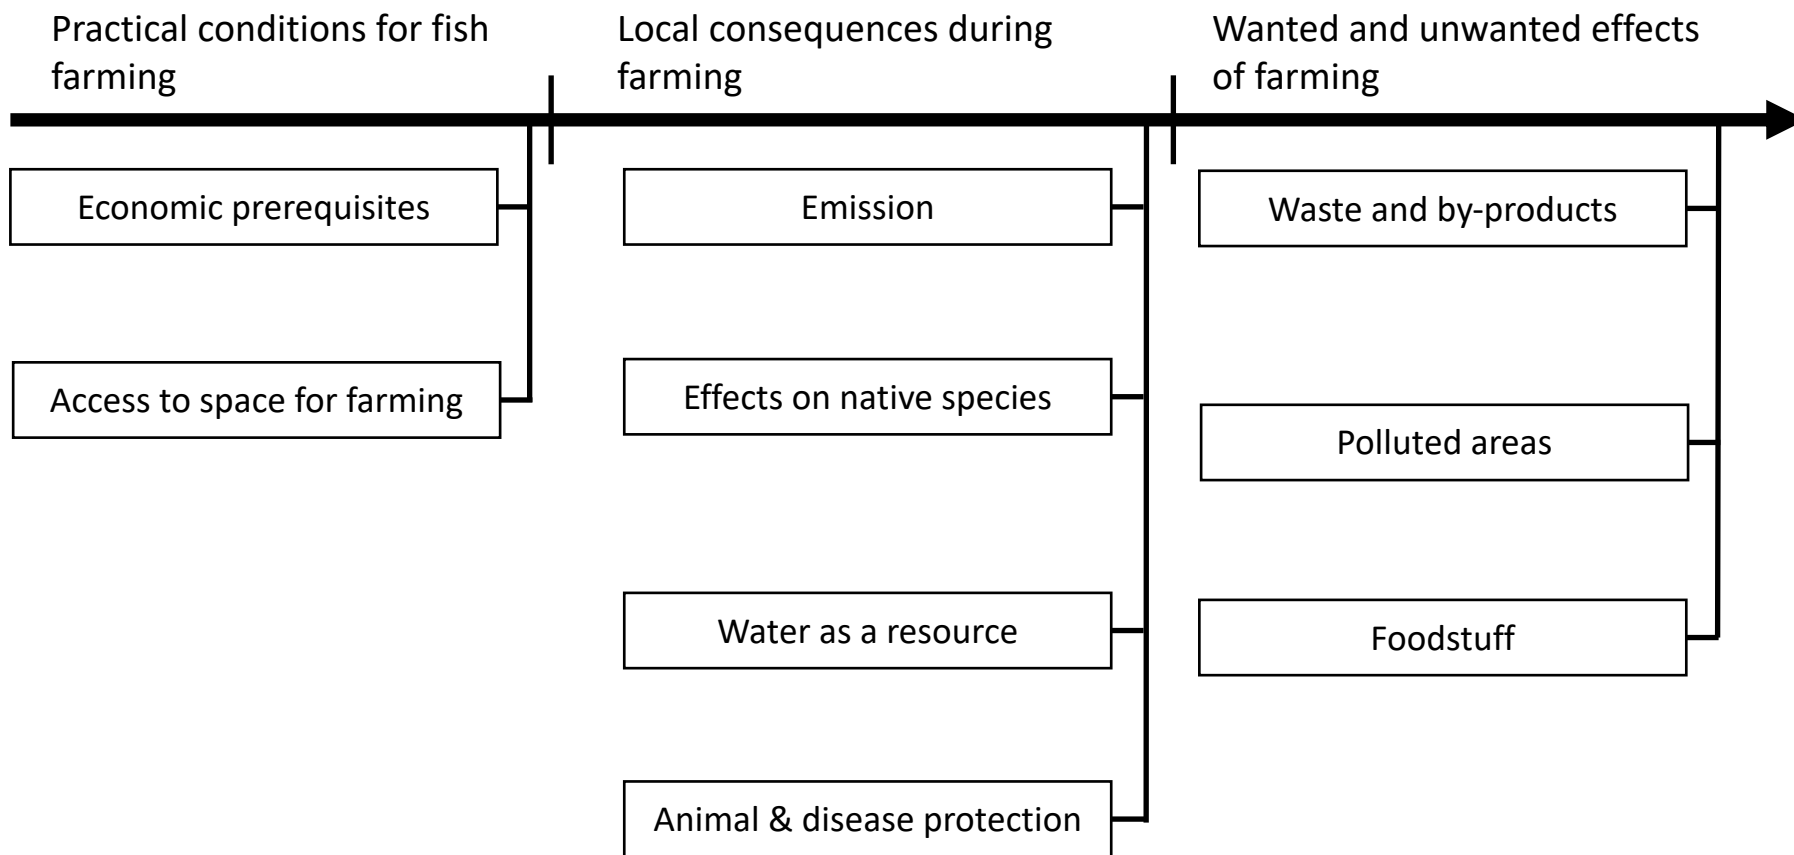 Practical conditions for fish
farming
Local consequences during
farming
Wanted and unwanted effects
of farming
Economic prerequisites
Access to space for farming
Emission
Effects on native species
Water as a resource
Animal & disease protection
Waste and by-products
Polluted areas
Foodstuff